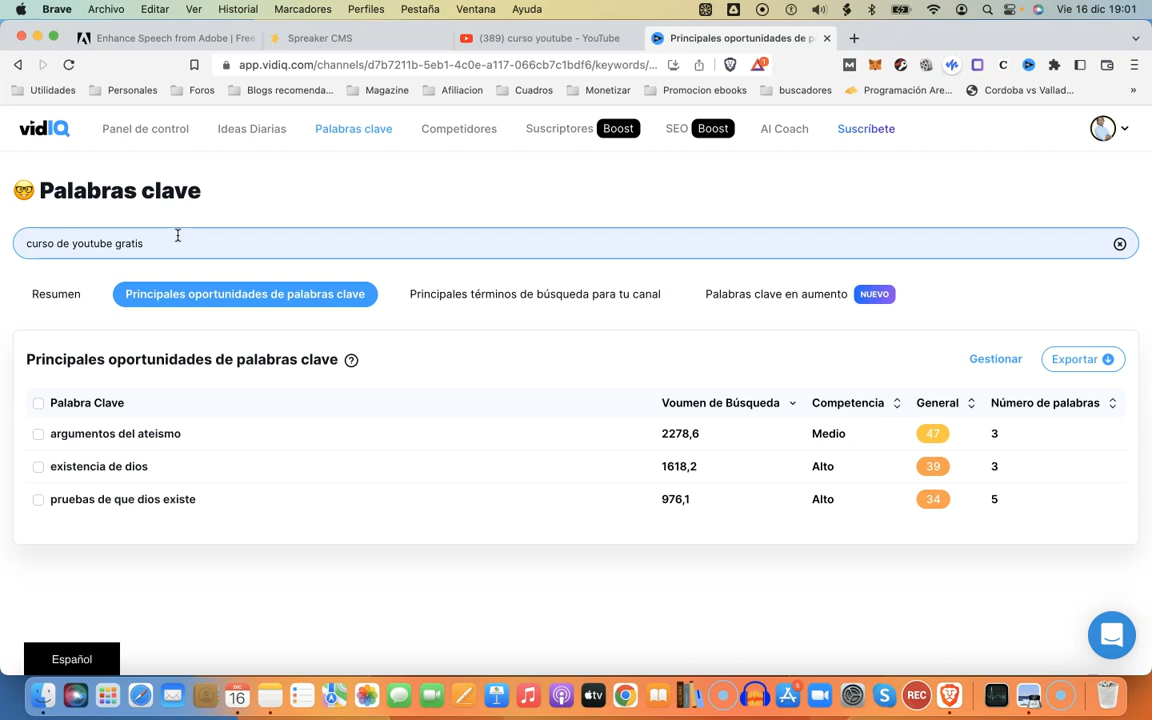 Brave Archivo Editar Ver Historial Marcadores Perfiles Pestaña Ventana Ayuda Vie 16 dic 19:01
Enhance Speech from Adobe | Free Spreaker CMS (389) curso youtube - YouTube Principales oportunidades de p
app.vidiq.com/channels/d7b7211b-5eb1-4c0e-a117-066cb7c1bdf6/keywords/...
Utilidades Personales Foros Blogs recomenda... Magazine Afiliacion Cuadros Monetizar Promocion ebooks buscadores Programación Are... Cordoba vs Vallad... »
vidIQ Panel de control Ideas Diarias Palabras clave Competidores Suscriptores Boost SEO Boost AI Coach Suscríbete
Palabras clave
curso de youtube gratis
Resumen Principales oportunidades de palabras clave Principales términos de búsqueda para tu canal Palabras clave en aumento NUEVO
Principales oportunidades de palabras clave Gestionar Exportar
Palabra Clave Voumen de Búsqueda Competencia General Número de palabras
argumentos del ateismo 2278,6 Medio 47 3
existencia de dios 1618,2 Alto 39 3
pruebas de que dios existe 976,1 Alto 34 5
Español
16 tv REC